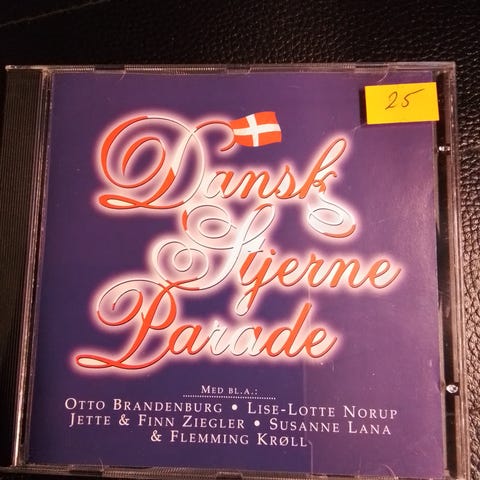 25
Dansk
Stjerne
Parade
MED BL.A.:
OTTO BRANDENBURG • LISE-LOTTE NORUP
JETTE & FINN ZIEGLER • SUSANNE LANA
& FLEMMING KRØLL